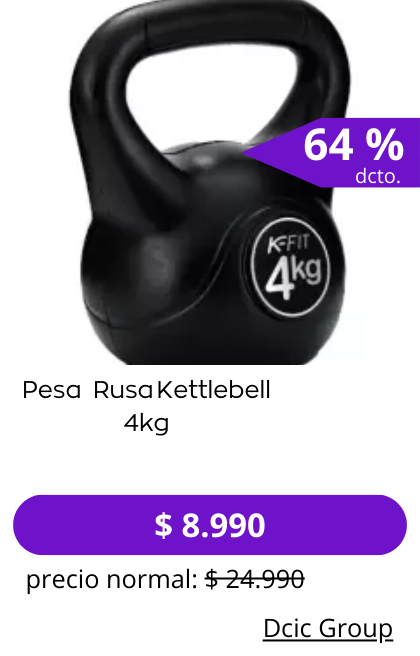 64 %
dcto.
K-FIT
4kg
Pesa Rusa Kettlebell
4kg
$ 8.990
precio normal: $ 24.990
Dcic Group